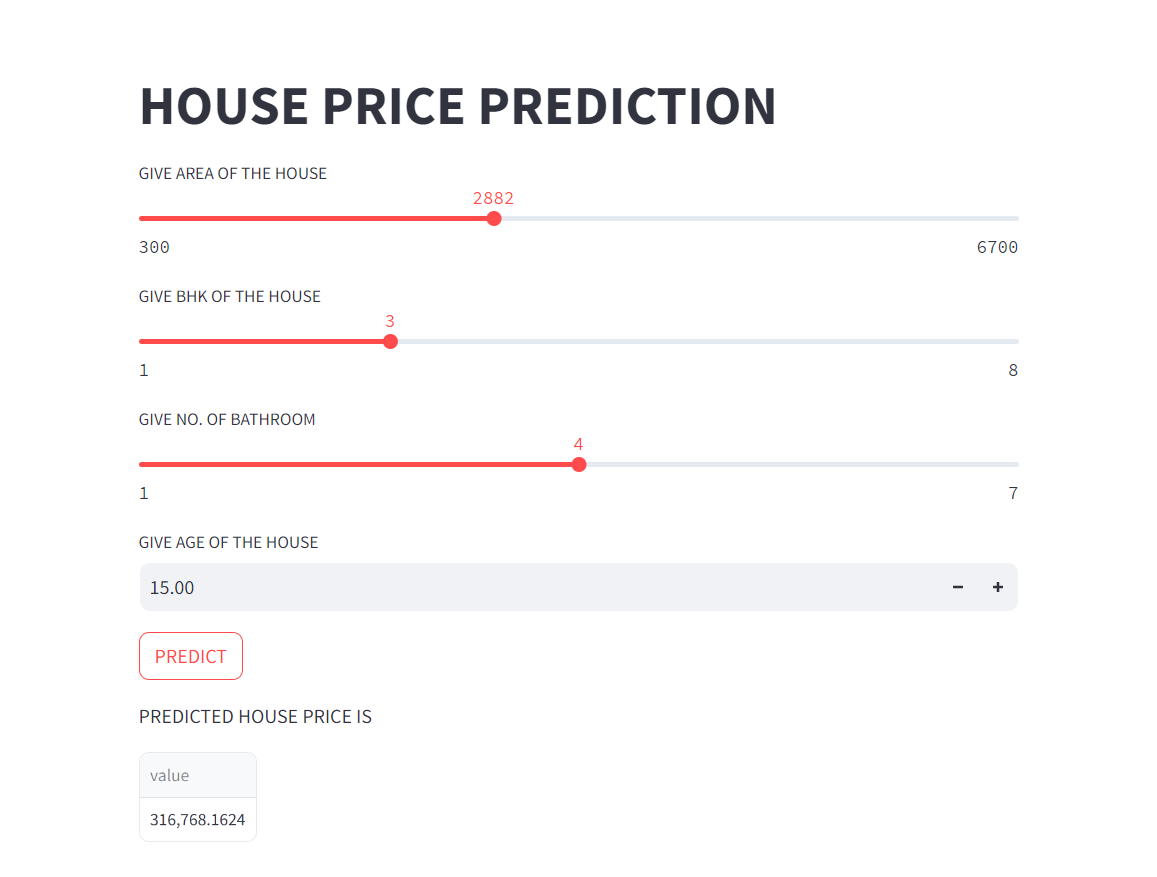 HOUSE PRICE PREDICTION
GIVE AREA OF THE HOUSE
2882
300 6700
GIVE BHK OF THE HOUSE
3
1 8
GIVE NO. OF BATHROOM
4
1 7
GIVE AGE OF THE HOUSE
15.00 − +
PREDICT
PREDICTED HOUSE PRICE IS
value
316,768.1624